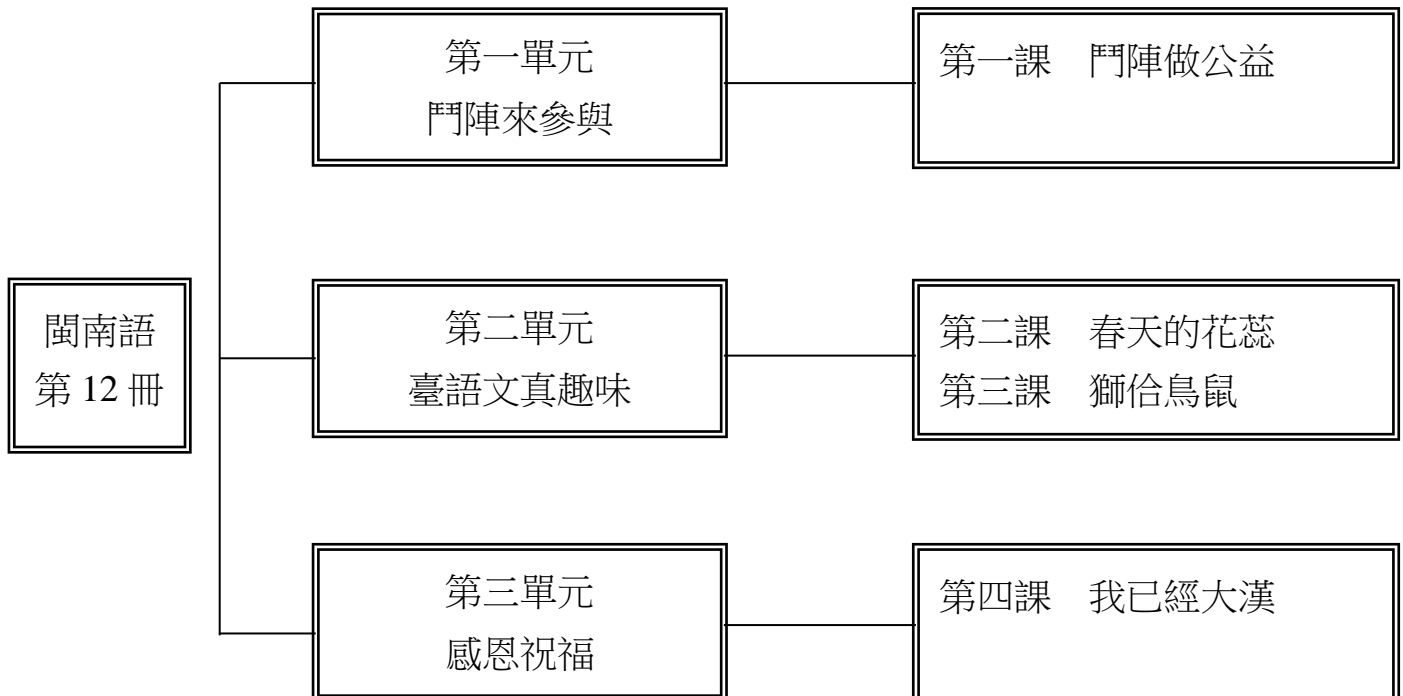 第一單元
鬥陣來參與
第一課 鬥陣做公益
閩南語
第 12 冊
第二單元
臺語文真趣味
第二課 春天的花蕊
第三課 獅佮鳥鼠
第三單元
感恩祝福
第四課 我已經大漢